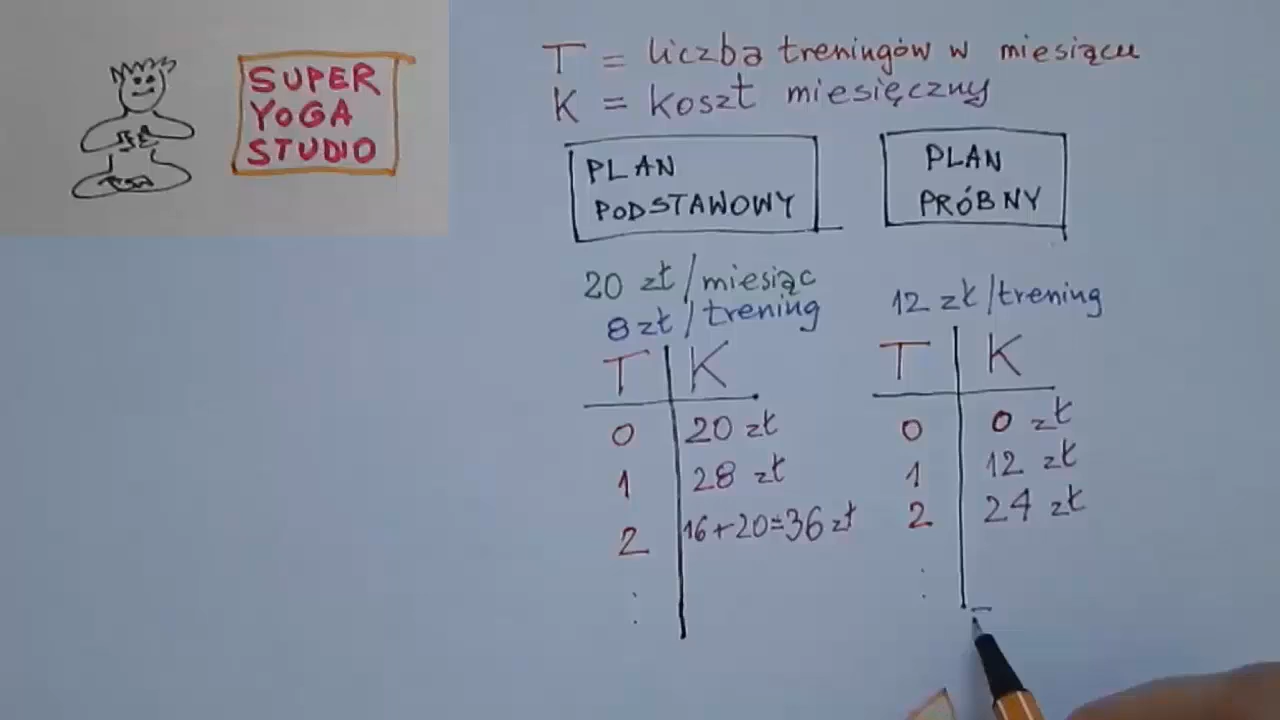 SUPER
YOGA
STUDIO
T = liczba treningów w miesiącu
K = koszt miesięczny
PLAN
PODSTAWOWY
20 zł/miesiąc
8 zł/trening
T K
0 20 zł
1 28 zł
2 16+20=36 zł
:
PLAN
PRÓBNY
12 zł/trening
T K
0 0 zł
1 12 zł
2 24 zł
: